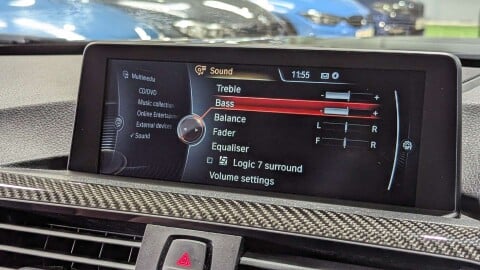 Multimedia
CD/DVD
Music collection
Online Entertain
External devices
Sound
Sound
11:55
Treble - +
Bass - +
Balance L R
Fader F R
Equaliser
Logic 7 surround
Volume settings